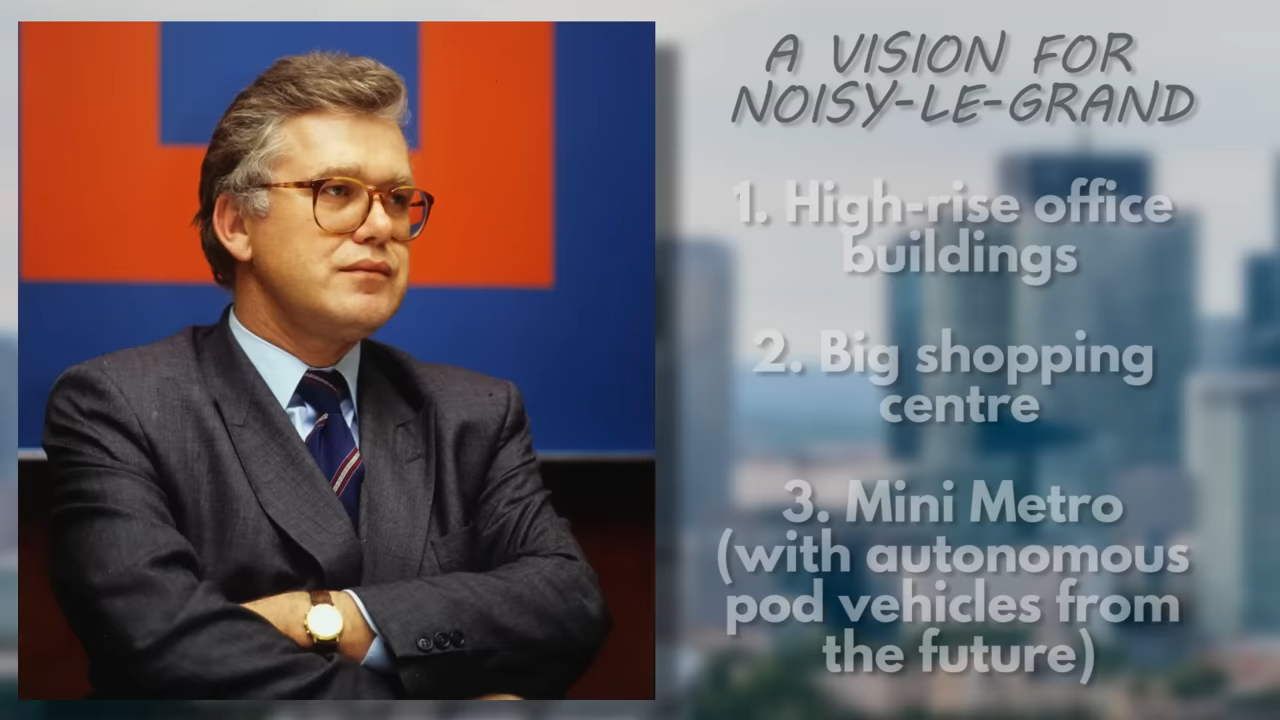 A VISION FOR
NOISY-LE-GRAND
1. High-rise office
buildings
2. Big shopping
centre
3. Mini Metro
(with autonomous
pod vehicles from
the future)